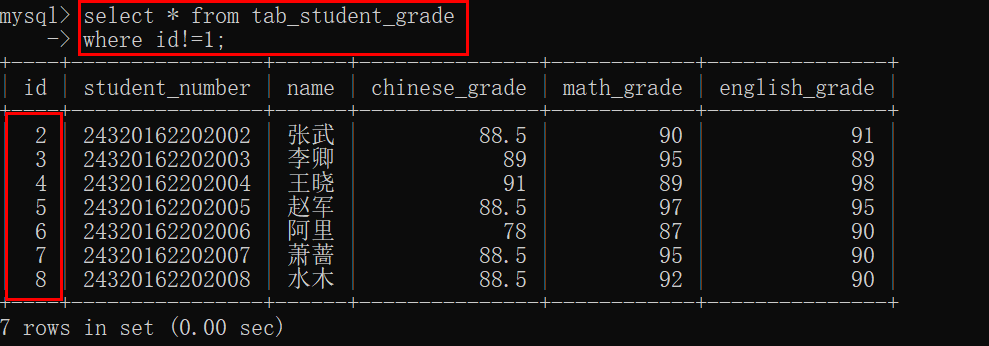 mysql> select * from tab_student_grade
-> where id!=1;
+----+----------------+------+---------------+------------+---------------+
| id | student_number | name | chinese_grade | math_grade | english_grade |
+----+----------------+------+---------------+------------+---------------+
| 2 | 24320162202002 | 张武 | 88.5 | 90 | 91 |
| 3 | 24320162202003 | 李卿 | 89 | 95 | 89 |
| 4 | 24320162202004 | 王晓 | 91 | 89 | 98 |
| 5 | 24320162202005 | 赵军 | 88.5 | 97 | 95 |
| 6 | 24320162202006 | 阿里 | 78 | 87 | 90 |
| 7 | 24320162202007 | 萧蔷 | 88.5 | 95 | 90 |
| 8 | 24320162202008 | 水木 | 88.5 | 92 | 90 |
+----+----------------+------+---------------+------------+---------------+
7 rows in set (0.00 sec)